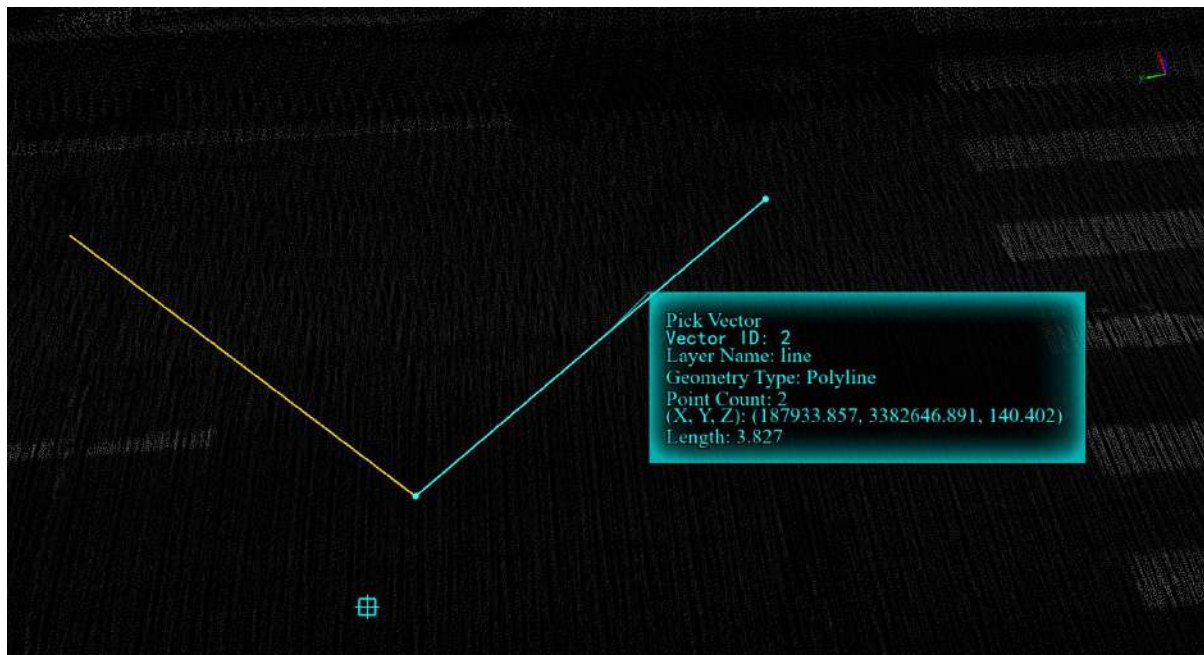 Pick Vector
Vector ID: 2
Layer Name: line
Geometry Type: Polyline
Point Count: 2
(X, Y, Z): (187933.857, 3382646.891, 140.402)
Length: 3.827